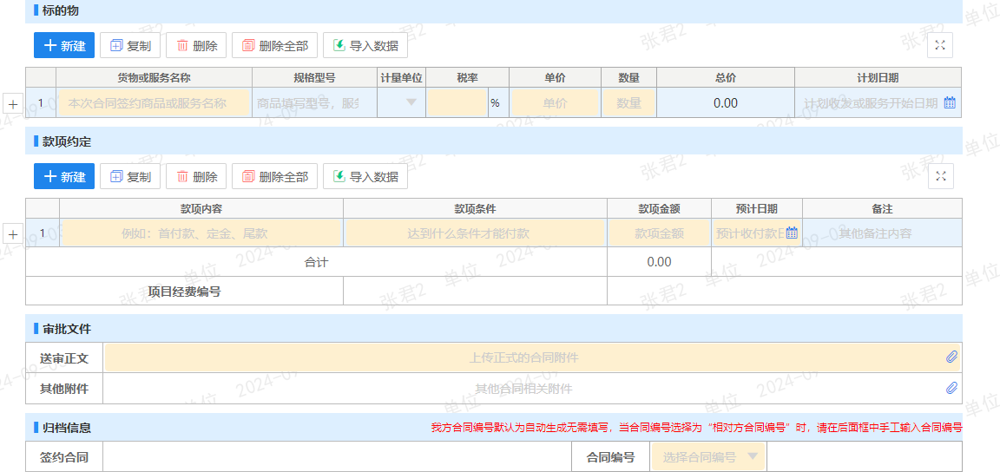 标的物
新建 复制 删除 删除全部 导入数据
货物或服务名称 规格型号 计量单位 税率 单价 数量 总价 计划日期
1 本次合同签约商品或服务名称 商品填写型号，服务 % 单价 数量 0.00 计划收发或服务开始日期
款项约定
新建 复制 删除 删除全部 导入数据
款项内容 款项条件 款项金额 预计日期 备注
1 例如：首付款、定金、尾款 达到什么条件才能付款 款项金额 预计收付款日 其他备注内容
合计 0.00
项目经费编号
审批文件
送审正文 上传正式的合同附件
其他附件 其他合同相关附件
归档信息 我方合同编号默认为自动生成无需填写，当合同编号选择为“相对方合同编号”时，请在后面框中手工输入合同编号
签约合同 合同编号 选择合同编号
张君2 单位 2024-09-03